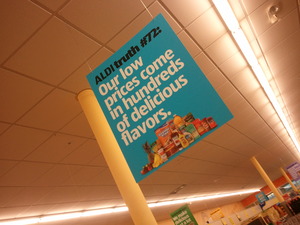 ALDI truth #72:
Our low
prices come
in hundreds
of delicious
flavors.